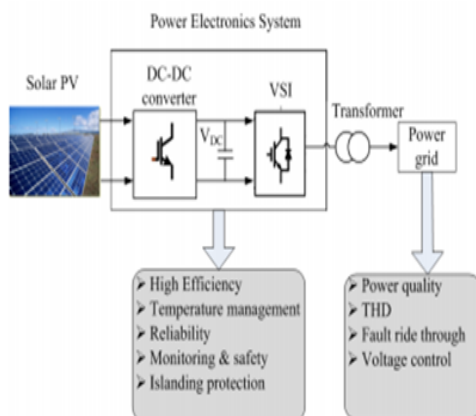 Power Electronics System
Solar PV
DC-DC
converter
VSI
Transformer
VDC
Power
grid
➢ High Efficiency
➢ Temperature management
➢ Reliability
➢ Monitoring & safety
➢ Islanding protection
➢ Power quality
➢ THD
➢ Fault ride through
➢ Voltage control